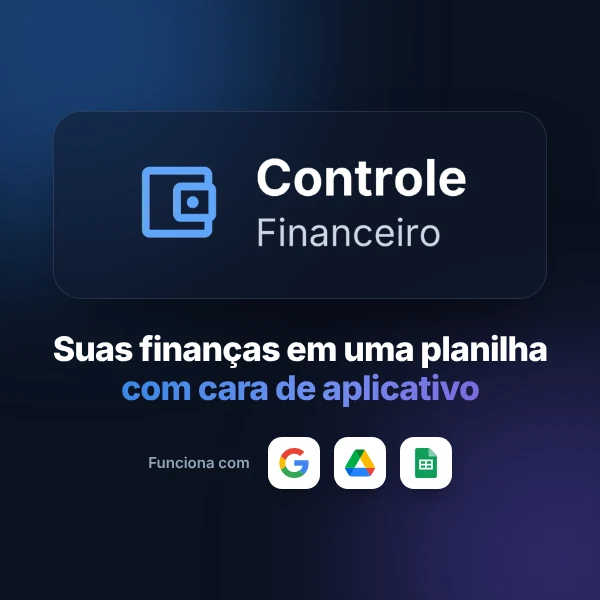 Controle
Financeiro
Suas finanças em uma planilha
com cara de aplicativo
Funciona com